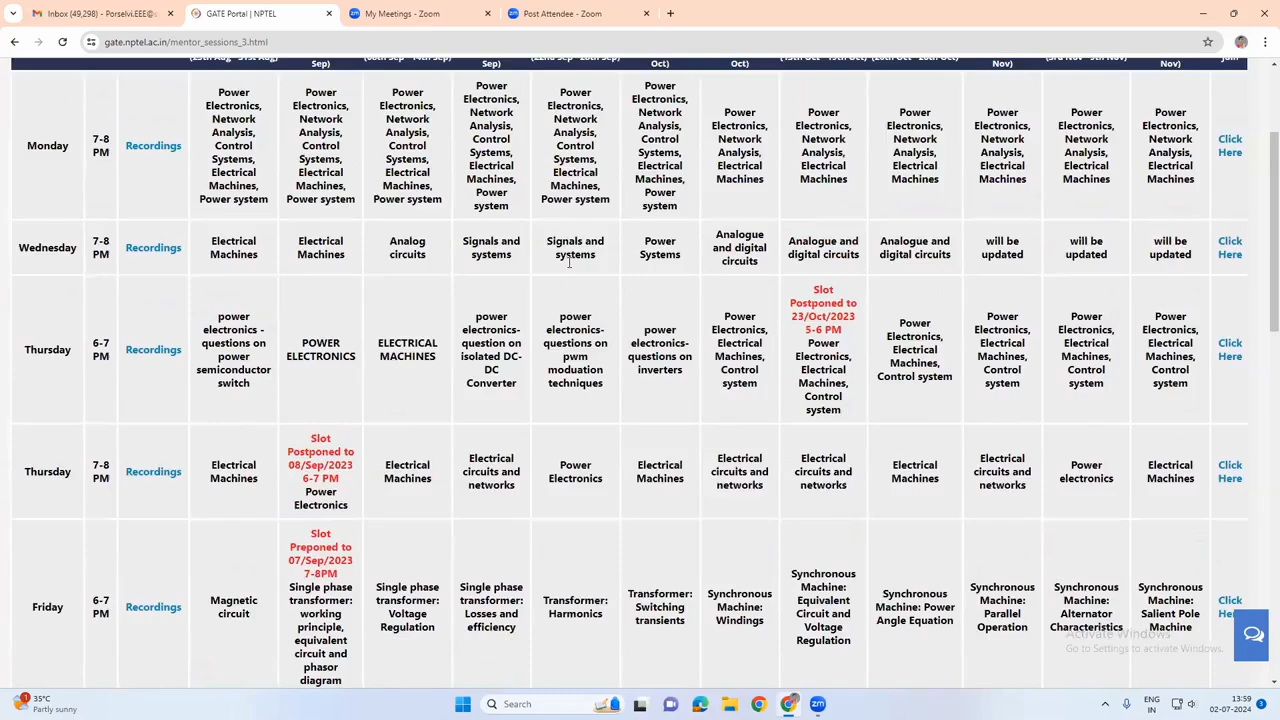 Inbox (49,298) - Porselvi.EEE@s
GATE Portal | NPTEL
My Meetings - Zoom
Post Attendee - Zoom
gate.nptel.ac.in/mentor_sessions_3.html
Sep)
Sep)
Oct)
Oct)
Nov)
Nov)
Monday
7-8
PM
Recordings
Power
Electronics,
Network
Analysis,
Control
Systems,
Electrical
Machines,
Power system
Power
Electronics,
Network
Analysis,
Control
Systems,
Electrical
Machines,
Power system
Power
Electronics,
Network
Analysis,
Control
Systems,
Electrical
Machines,
Power system
Power
Electronics,
Network
Analysis,
Control
Systems,
Electrical
Machines,
Power
system
Power
Electronics,
Network
Analysis,
Control
Systems,
Electrical
Machines,
Power system
Power
Electronics,
Network
Analysis,
Control
Systems,
Electrical
Machines,
Power
system
Power
Electronics,
Network
Analysis,
Electrical
Machines
Power
Electronics,
Network
Analysis,
Electrical
Machines
Power
Electronics,
Network
Analysis,
Electrical
Machines
Power
Electronics,
Network
Analysis,
Electrical
Machines
Power
Electronics,
Network
Analysis,
Electrical
Machines
Power
Electronics,
Network
Analysis,
Electrical
Machines
Click
Here
Wednesday
7-8
PM
Recordings
Electrical
Machines
Electrical
Machines
Analog
circuits
Signals and
systems
Signals and
systems
Power
Systems
Analogue
and digital
circuits
Analogue and
digital circuits
Analogue and
digital circuits
will be
updated
will be
updated
will be
updated
Click
Here
Thursday
6-7
PM
Recordings
power
electronics -
questions on
power
semiconductor
switch
POWER
ELECTRONICS
ELECTRICAL
MACHINES
power
electronics-
question on
isolated DC-
DC
Converter
power
electronics-
questions on
pwm
moduation
techniques
power
electronics-
questions on
inverters
Power
Electronics,
Electrical
Machines,
Control
system
Slot
Postponed to
23/Oct/2023
5-6 PM
Power
Electronics,
Electrical
Machines,
Control
system
Power
Electronics,
Electrical
Machines,
Control system
Power
Electronics,
Electrical
Machines,
Control
system
Power
Electronics,
Electrical
Machines,
Control
system
Power
Electronics,
Electrical
Machines,
Control
system
Click
Here
Thursday
7-8
PM
Recordings
Electrical
Machines
Slot
Postponed to
08/Sep/2023
6-7 PM
Power
Electronics
Electrical
Machines
Electrical
circuits and
networks
Power
Electronics
Electrical
Machines
Electrical
circuits and
networks
Electrical
circuits and
networks
Electrical
Machines
Electrical
circuits and
networks
Power
electronics
Electrical
Machines
Click
Here
Friday
6-7
PM
Recordings
Magnetic
circuit
Slot
Preponed to
07/Sep/2023
7-8PM
Single phase
transformer:
working
principle,
equivalent
circuit and
phasor
diagram
Single phase
transformer:
Voltage
Regulation
Single phase
transformer:
Losses and
efficiency
Transformer:
Harmonics
Transformer:
Switching
transients
Synchronous
Machine:
Windings
Synchronous
Machine:
Equivalent
Circuit and
Voltage
Regulation
Synchronous
Machine: Power
Angle Equation
Synchronous
Machine:
Parallel
Operation
Synchronous
Machine:
Alternator
Characteristics
Synchronous
Machine:
Salient Pole
Machine
Click
Activate Windows
Go to Settings to activate Windows.
35°C
Partly sunny
Search
ENG
IN
13:59
02-07-2024